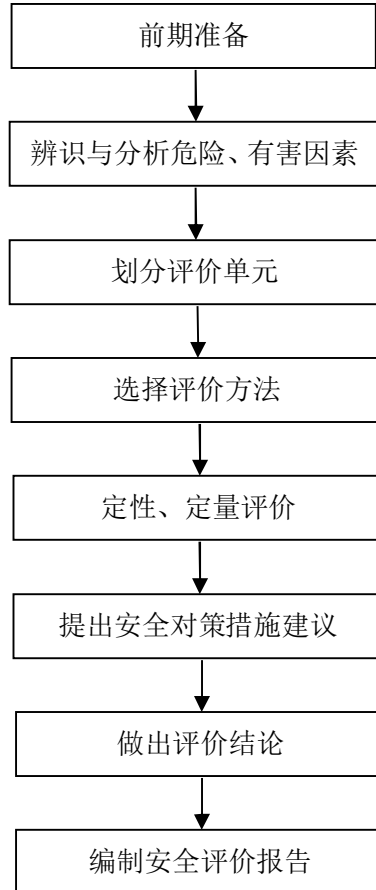 前期准备
辨识与分析危险、有害因素
划分评价单元
选择评价方法
定性、定量评价
提出安全对策措施建议
做出评价结论
编制安全评价报告